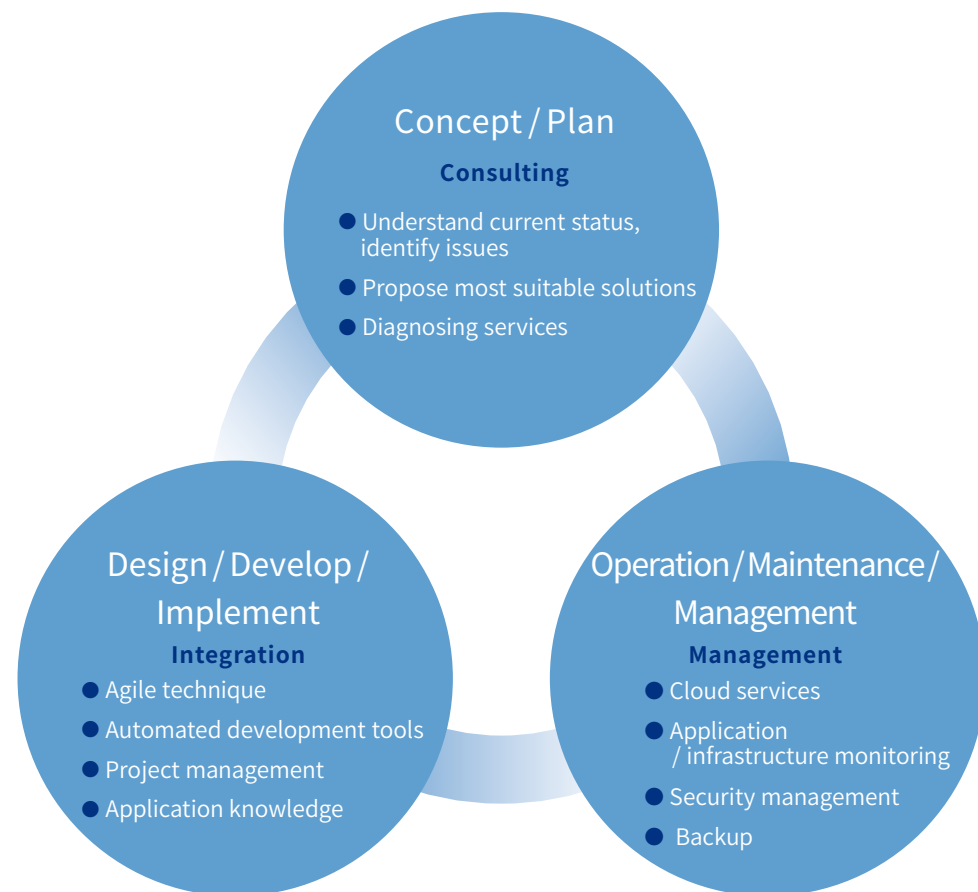 Concept / Plan
Consulting
● Understand current status,
identify issues
● Propose most suitable solutions
● Diagnosing services
Design / Develop /
Implement
Integration
● Agile technique
● Automated development tools
● Project management
● Application knowledge
Operation / Maintenance /
Management
Management
● Cloud services
● Application
/ infrastructure monitoring
● Security management
● Backup